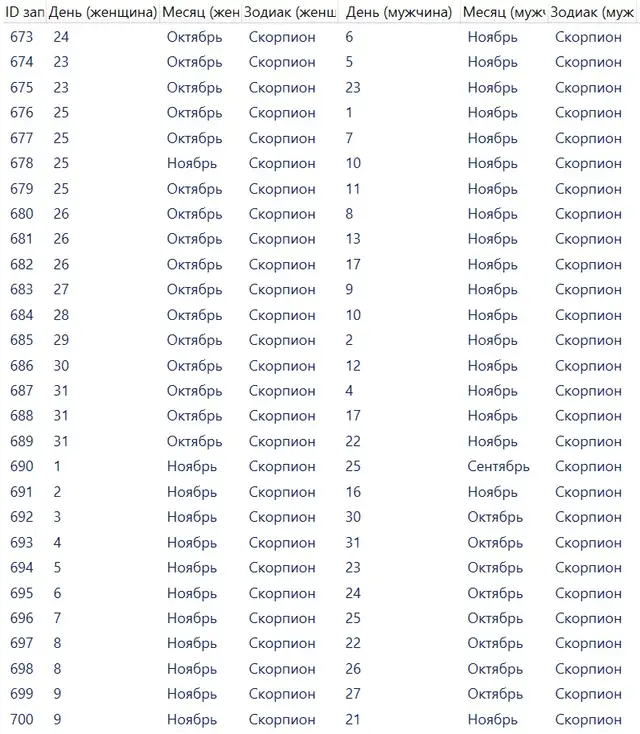 ID зап День (женщина) Месяц (жен Зодиак (женщ День (мужчина) Месяц (мужч Зодиак (муж
673 24 Октябрь Скорпион 6 Ноябрь Скорпион
674 23 Октябрь Скорпион 5 Ноябрь Скорпион
675 23 Октябрь Скорпион 23 Ноябрь Скорпион
676 25 Октябрь Скорпион 1 Ноябрь Скорпион
677 25 Октябрь Скорпион 7 Ноябрь Скорпион
678 25 Ноябрь Скорпион 10 Ноябрь Скорпион
679 25 Октябрь Скорпион 11 Ноябрь Скорпион
680 26 Октябрь Скорпион 8 Ноябрь Скорпион
681 26 Октябрь Скорпион 13 Ноябрь Скорпион
682 26 Октябрь Скорпион 17 Ноябрь Скорпион
683 27 Октябрь Скорпион 9 Ноябрь Скорпион
684 28 Октябрь Скорпион 10 Ноябрь Скорпион
685 29 Октябрь Скорпион 2 Ноябрь Скорпион
686 30 Октябрь Скорпион 12 Ноябрь Скорпион
687 31 Октябрь Скорпион 4 Ноябрь Скорпион
688 31 Октябрь Скорпион 17 Ноябрь Скорпион
689 31 Октябрь Скорпион 22 Ноябрь Скорпион
690 1 Ноябрь Скорпион 25 Сентябрь Скорпион
691 2 Ноябрь Скорпион 16 Ноябрь Скорпион
692 3 Ноябрь Скорпион 30 Октябрь Скорпион
693 4 Ноябрь Скорпион 31 Октябрь Скорпион
694 5 Ноябрь Скорпион 23 Октябрь Скорпион
695 6 Ноябрь Скорпион 24 Октябрь Скорпион
696 7 Ноябрь Скорпион 25 Октябрь Скорпион
697 8 Ноябрь Скорпион 22 Октябрь Скорпион
698 8 Ноябрь Скорпион 26 Октябрь Скорпион
699 9 Ноябрь Скорпион 27 Октябрь Скорпион
700 9 Ноябрь Скорпион 21 Ноябрь Скорпион